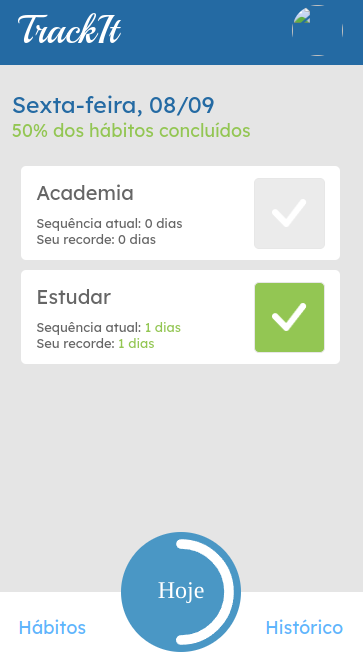 TrackIt
Sexta-feira, 08/09
50% dos hábitos concluídos
Academia
Sequência atual: 0 dias
Seu recorde: 0 dias
Estudar
Sequência atual: 1 dias
Seu recorde: 1 dias
Hoje
Hábitos
Histórico